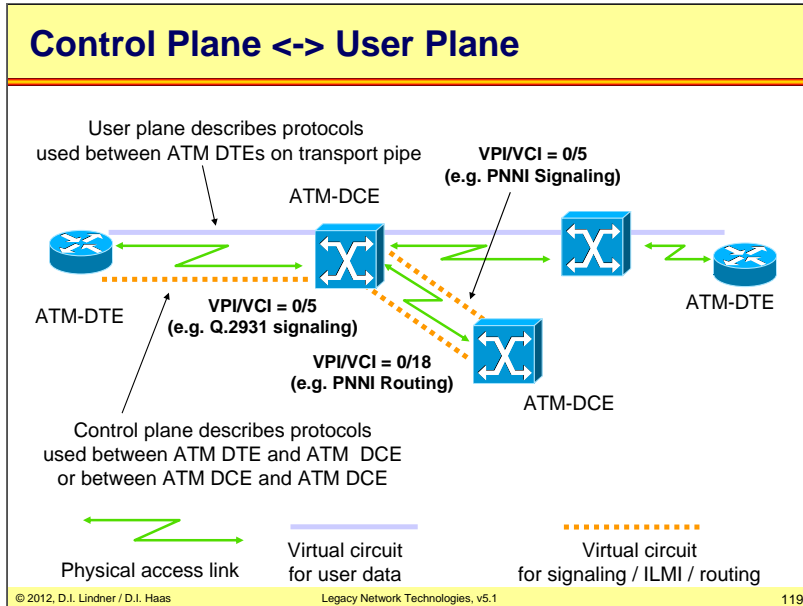 Control Plane <-> User Plane
User plane describes protocols
used between ATM DTEs on transport pipe
VPI/VCI = 0/5
(e.g. PNNI Signaling)
ATM-DCE
ATM-DTE
VPI/VCI = 0/5
(e.g. Q.2931 signaling)
ATM-DTE
VPI/VCI = 0/18
(e.g. PNNI Routing)
ATM-DCE
Control plane describes protocols
used between ATM DTE and ATM  DCE
or between ATM DCE and ATM DCE
Physical access link
Virtual circuit
for user data
Virtual circuit
for signaling / ILMI / routing
© 2012, D.I. Lindner / D.I. Haas
Legacy Network Technologies, v5.1
119